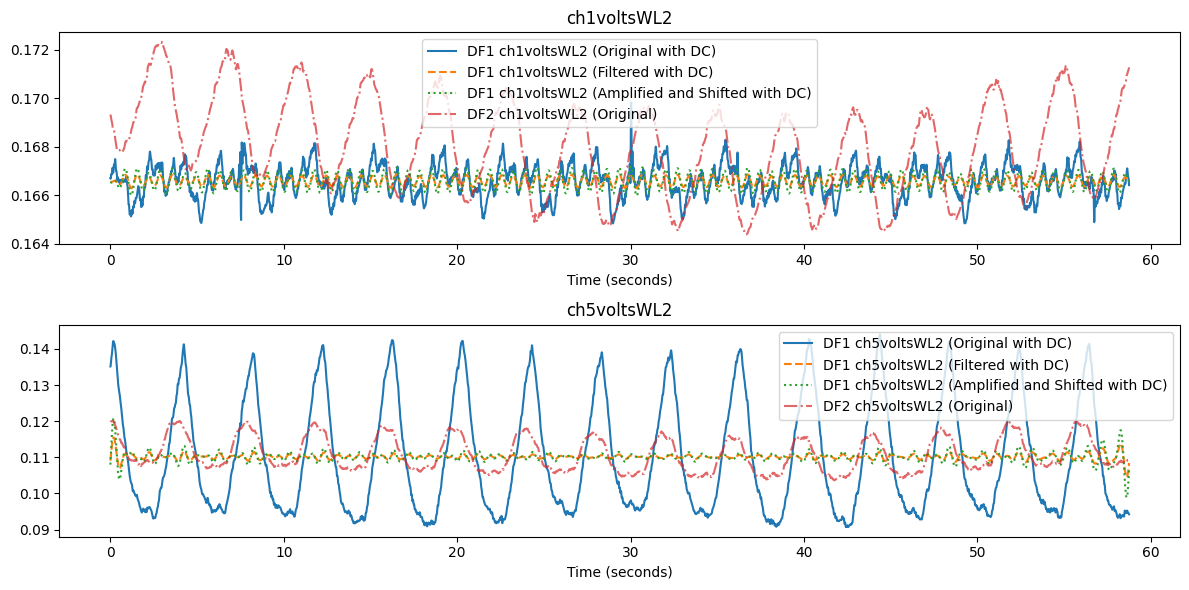 ch1voltsWL2
0.172
0.170
0.168
0.166
0.164
DF1 ch1voltsWL2 (Original with DC)
DF1 ch1voltsWL2 (Filtered with DC)
DF1 ch1voltsWL2 (Amplified and Shifted with DC)
DF2 ch1voltsWL2 (Original)
0 10 20 30 40 50 60
Time (seconds)
ch5voltsWL2
0.14
0.13
0.12
0.11
0.10
0.09
DF1 ch5voltsWL2 (Original with DC)
DF1 ch5voltsWL2 (Filtered with DC)
DF1 ch5voltsWL2 (Amplified and Shifted with DC)
DF2 ch5voltsWL2 (Original)
0 10 20 30 40 50 60
Time (seconds)